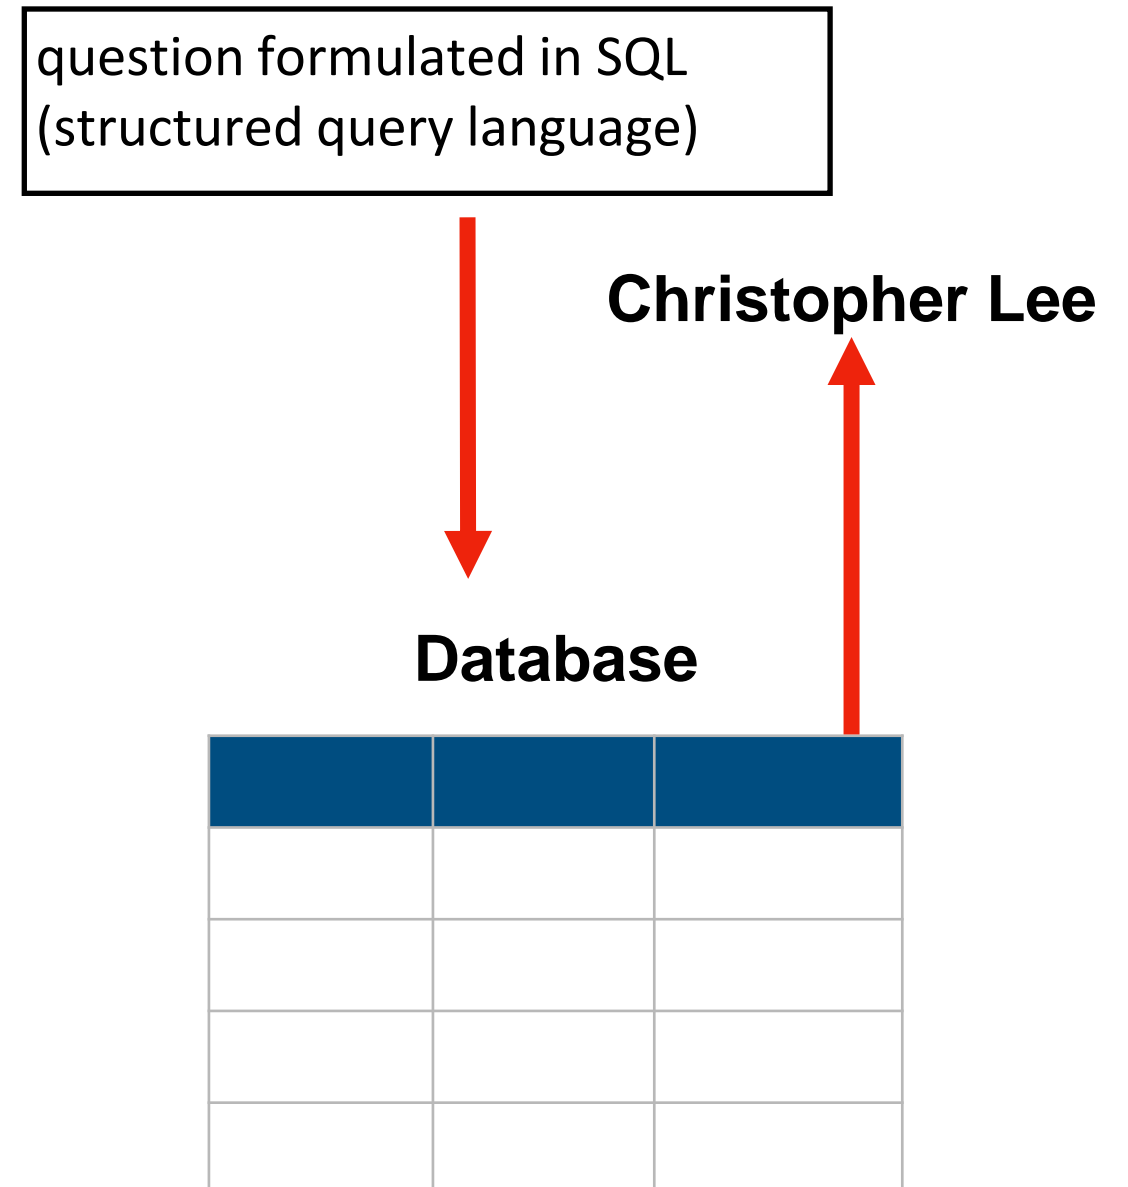 question formulated in SQL
(structured query language)
Christopher Lee
Database